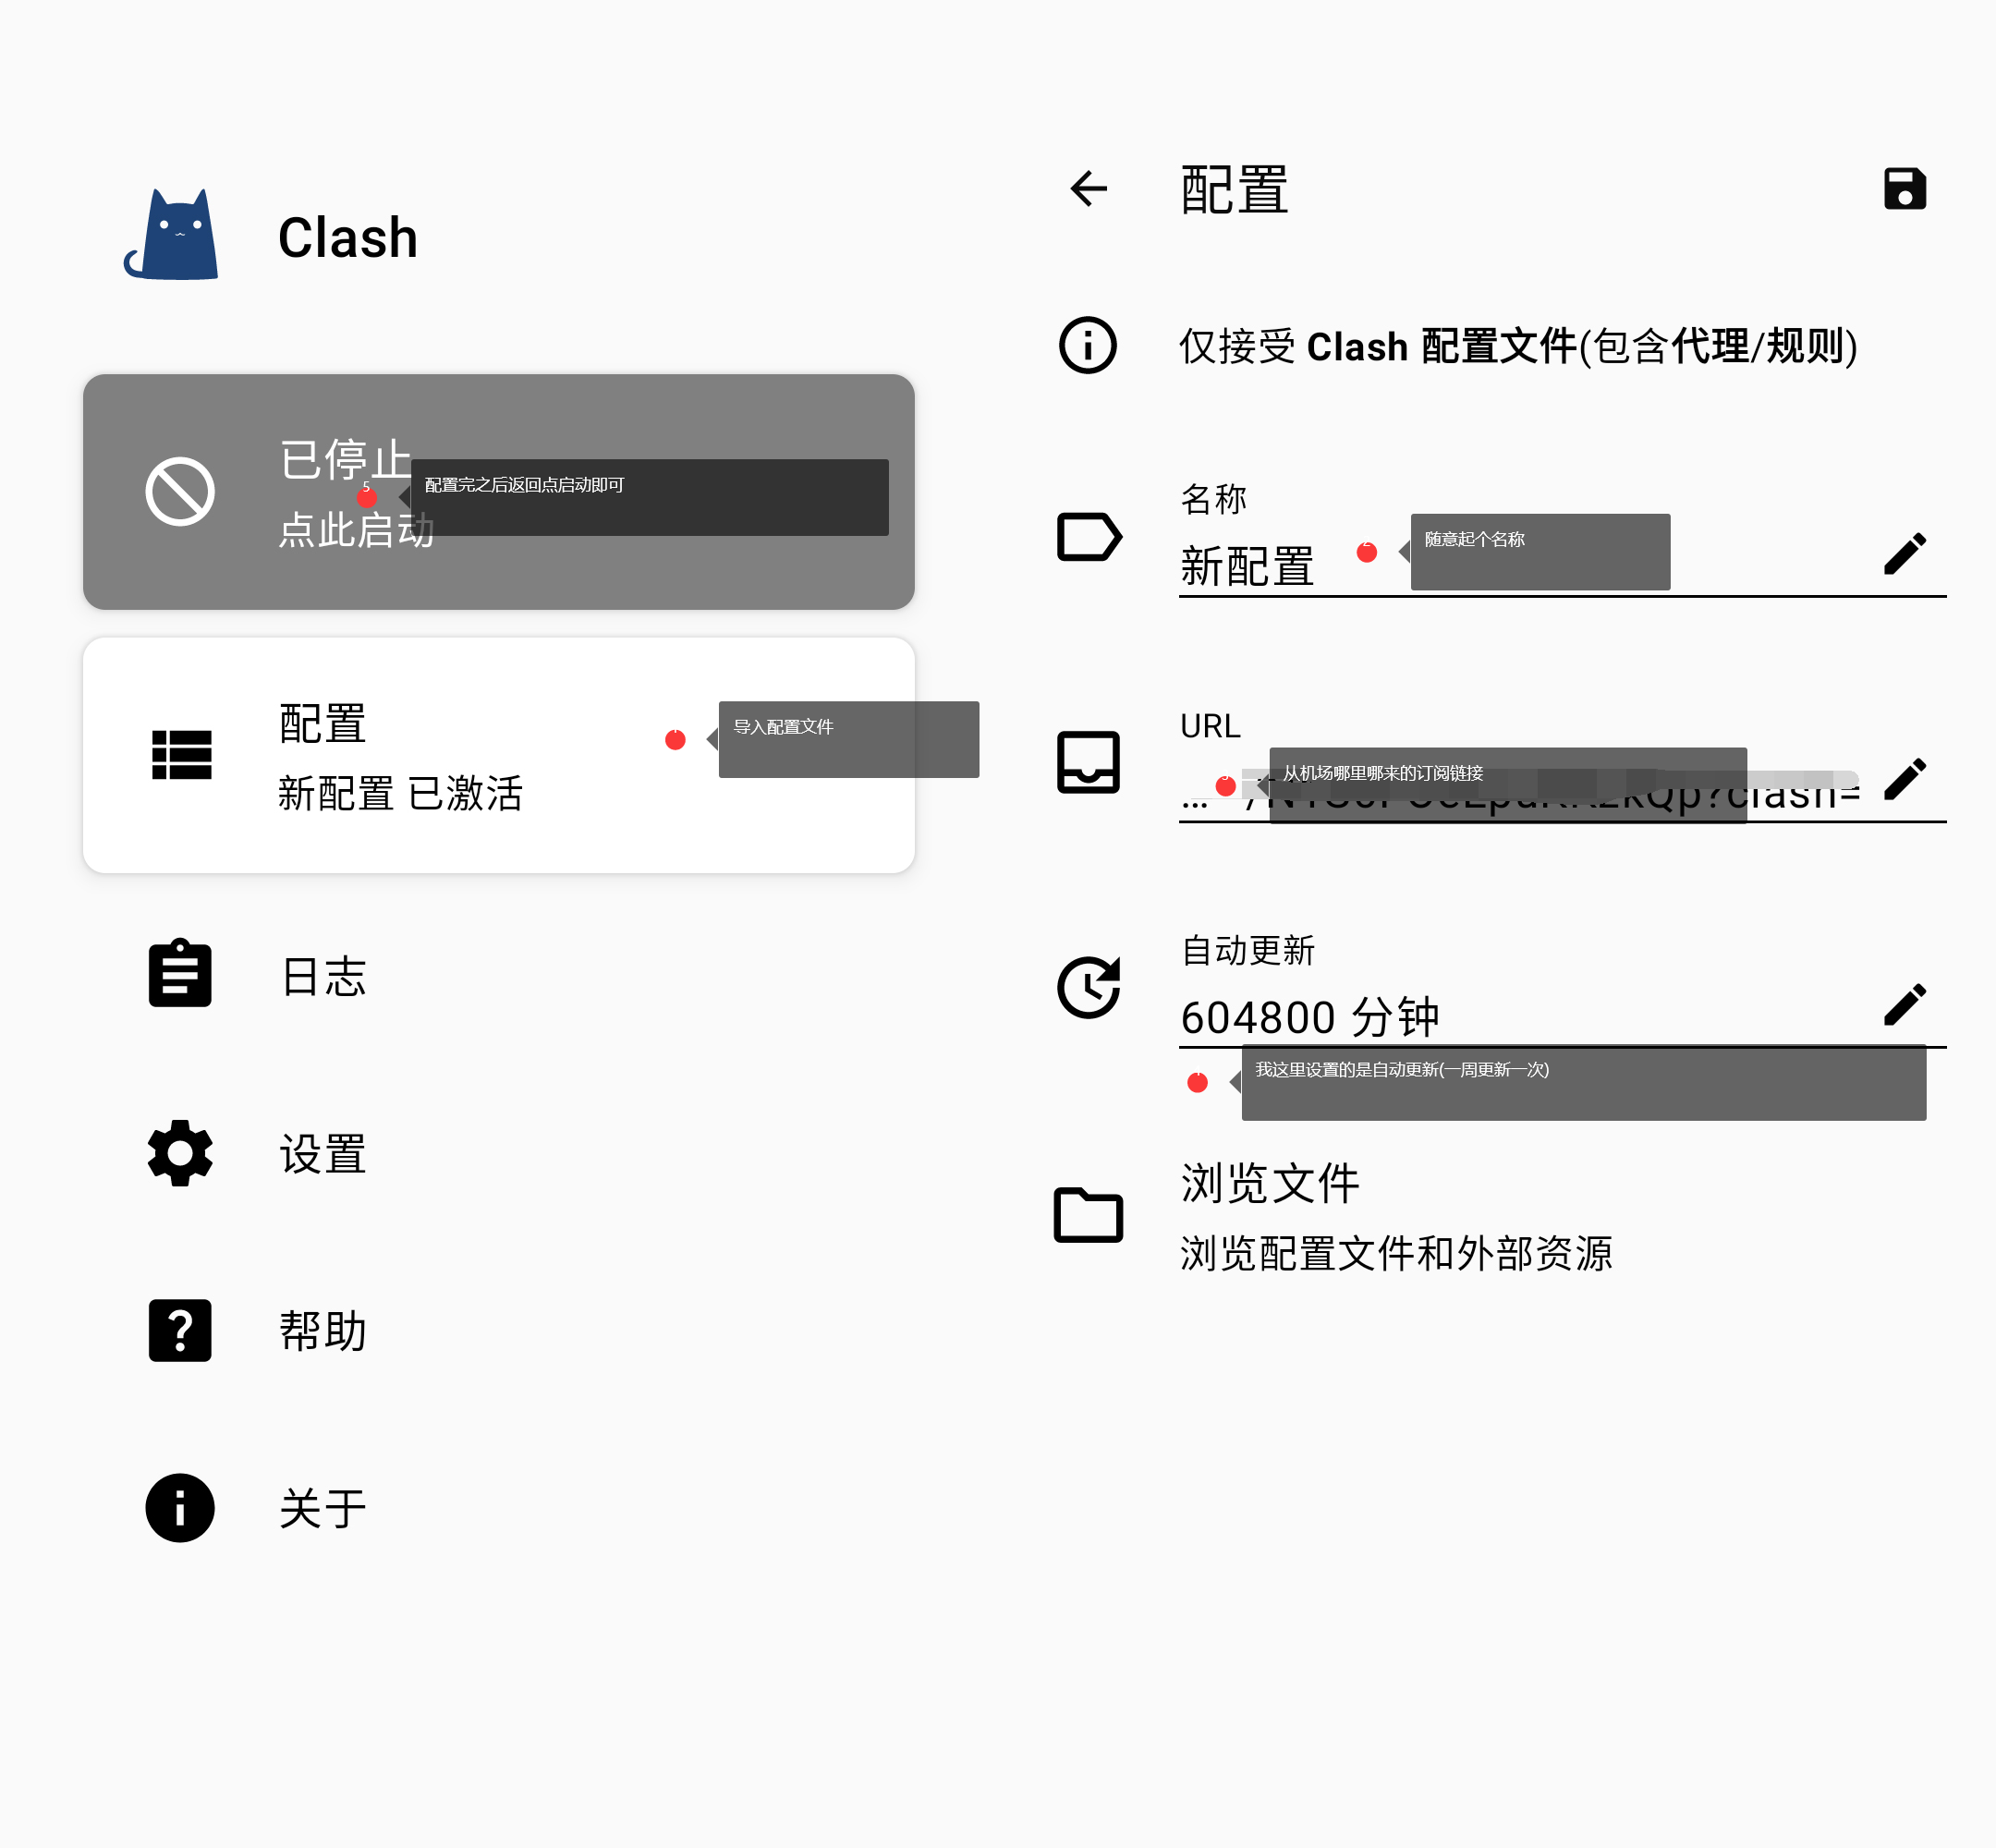 Clash
已停止
5
配置完之后返回点启动即可
点此启动
配置
1
导入配置文件
新配置 已激活
日志
设置
帮助
关于
配置
仅接受 Clash 配置文件(包含代理/规则)
名称
新配置
2
随意起个名称
URL
3
从机场哪里哪来的订阅链接
?clash=
自动更新
604800 分钟
我这里设置的是自动更新(一周更新一次)
浏览文件
浏览配置文件和外部资源